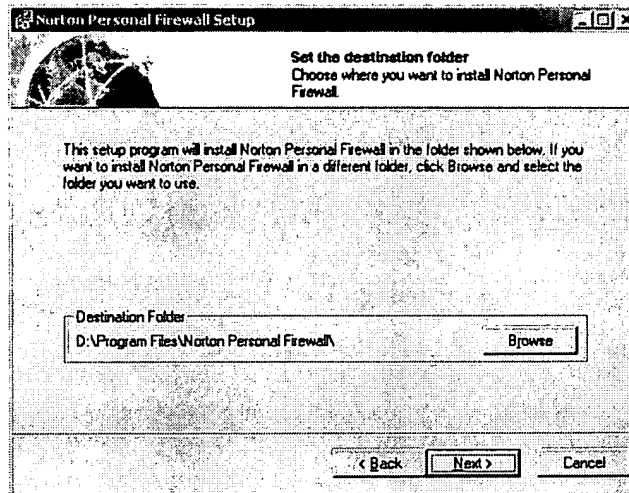 Norton Personal Firewall Setup
Set the destination folder
Choose where you want to install Norton Personal
Firewall.
This setup program will install Norton Personal Firewall in the folder shown below. If you
want to install Norton Personal Firewall in a different folder, click Browse and select the
folder you want to use.
Destination Folder
D:\Program Files\Norton Personal Firewall\
Browse
< Back
Next >
Cancel